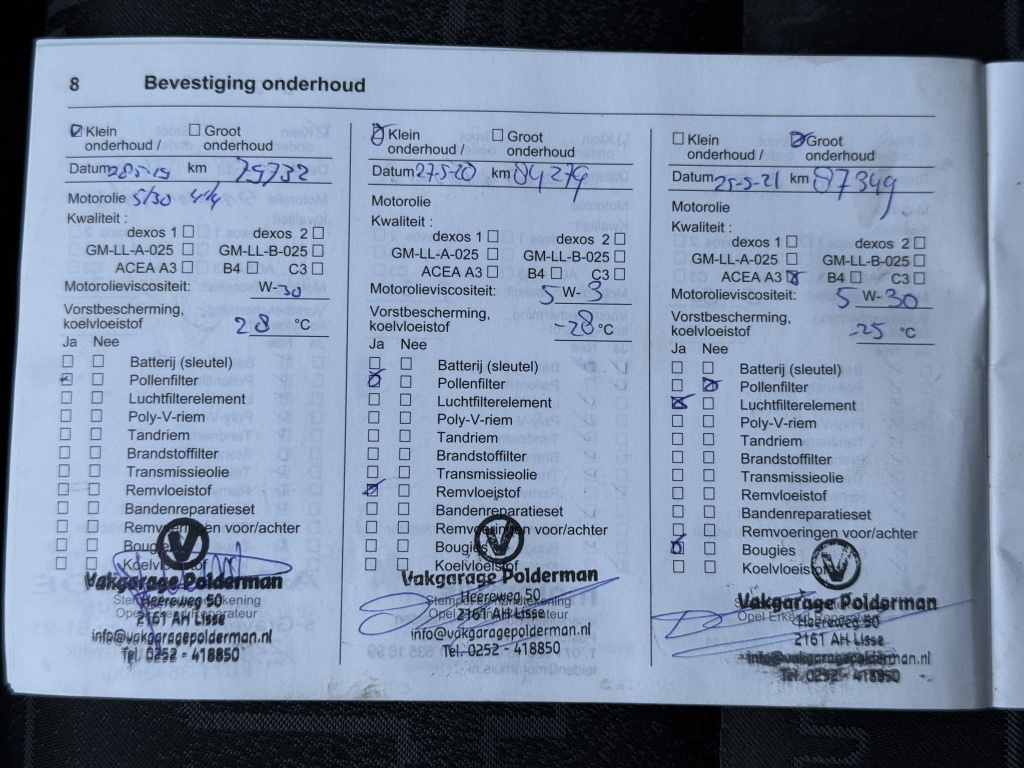 8 Bevestiging onderhoud
Klein onderhoud / Groot onderhoud
Datum 28-5-19 km 79732
Motorolie 5/30
Kwaliteit :
dexos 1 dexos 2
GM-LL-A-025 GM-LL-B-025
ACEA A3 B4 C3
Motorolieviscositeit: W-30
Vorstbescherming,
koelvloeistof 28 °C
Ja Nee
Batterij (sleutel)
Pollenfilter
Luchtfilterelement
Poly-V-riem
Tandriem
Brandstoffilter
Transmissieolie
Remvloeistof
Bandenreparatieset
Remvoeringen voor/achter
Bougies
Koelvloeistof
Vakgarage Polderman
Heereweg 50
2161 AH Lisse
info@vakgaragepolderman.nl
Tel. 0252 - 418850
Klein onderhoud / Groot onderhoud
Datum 27-5-20 km 84279
Motorolie
Kwaliteit :
dexos 1 dexos 2
GM-LL-A-025 GM-LL-B-025
ACEA A3 B4 C3
Motorolieviscositeit: 5 W- 3
Vorstbescherming,
koelvloeistof -28 °C
Ja Nee
Batterij (sleutel)
Pollenfilter
Luchtfilterelement
Poly-V-riem
Tandriem
Brandstoffilter
Transmissieolie
Remvloeistof
Bandenreparatieset
Remvoeringen voor/achter
Bougies
Koelvloeistof
Vakgarage Polderman
Heereweg 50
2161 AH Lisse
info@vakgaragepolderman.nl
Tel. 0252 - 418850
Klein onderhoud / Groot onderhoud
Datum 25-5-21 km 87349
Motorolie
Kwaliteit :
dexos 1 dexos 2
GM-LL-A-025 GM-LL-B-025
ACEA A3 B4 C3
Motorolieviscositeit: 5 W- 30
Vorstbescherming,
koelvloeistof -25 °C
Ja Nee
Batterij (sleutel)
Pollenfilter
Luchtfilterelement
Poly-V-riem
Tandriem
Brandstoffilter
Transmissieolie
Remvloeistof
Bandenreparatieset
Remvoeringen voor/achter
Bougies
Koelvloeistof
Vakgarage Polderman
Heereweg 50
2161 AH Lisse
info@vakgaragepolderman.nl
Tel. 0252 - 418850